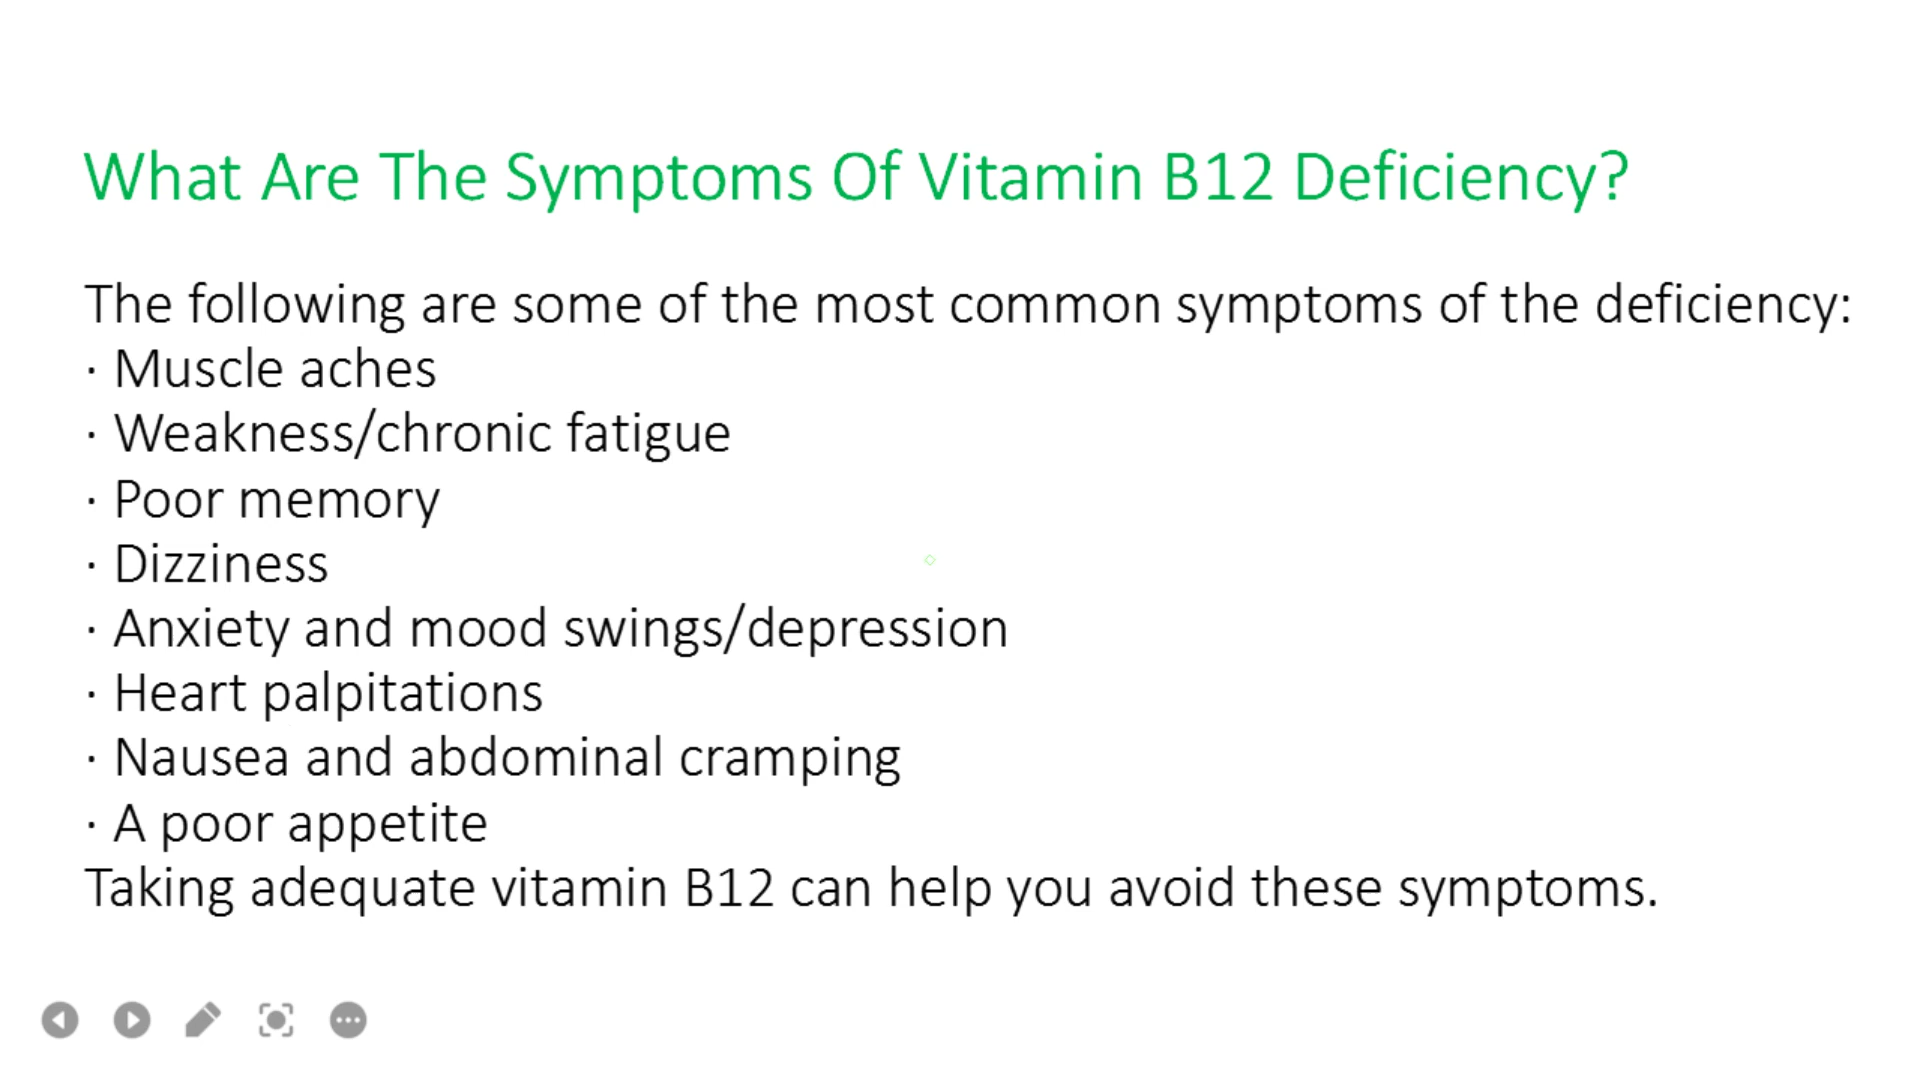 What Are The Symptoms Of Vitamin B12 Deficiency?
The following are some of the most common symptoms of the deficiency:
· Muscle aches
· Weakness/chronic fatigue
· Poor memory
· Dizziness
· Anxiety and mood swings/depression
· Heart palpitations
· Nausea and abdominal cramping
· A poor appetite
Taking adequate vitamin B12 can help you avoid these symptoms.